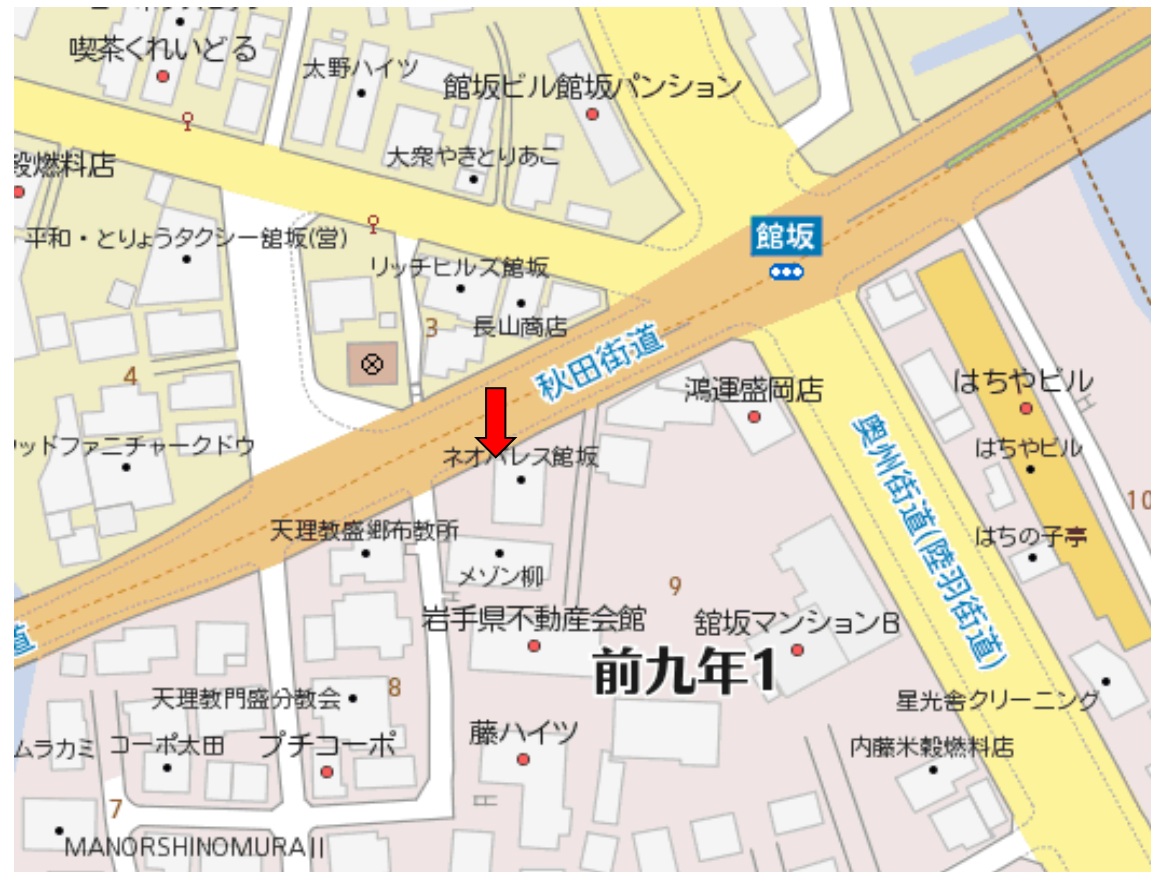 喫茶くれいどる
太野ハイツ
館坂ビル館坂パンション
大衆やきとりあこ
燃料店
平和・とりょうタクシー舘坂(営)
館坂
リッチヒルズ館坂
3
長山商店
秋田街道
4
鴻運盛岡店
はちやビル
ッドファニチャークドウ
ネオパレス館坂
はちやビル
奥州街道(陸羽街道)
10
天理教盛郷布教所
はちの子亭
メゾン柳
9
岩手県不動産会館
舘坂マンションB
道
前九年1
8
天理教門盛分教会
星光舎クリーニング
ムラカミ
コーポ太田
プチコーポ
藤ハイツ
内藤米穀燃料店
7
MANORSHINOMURAⅡ